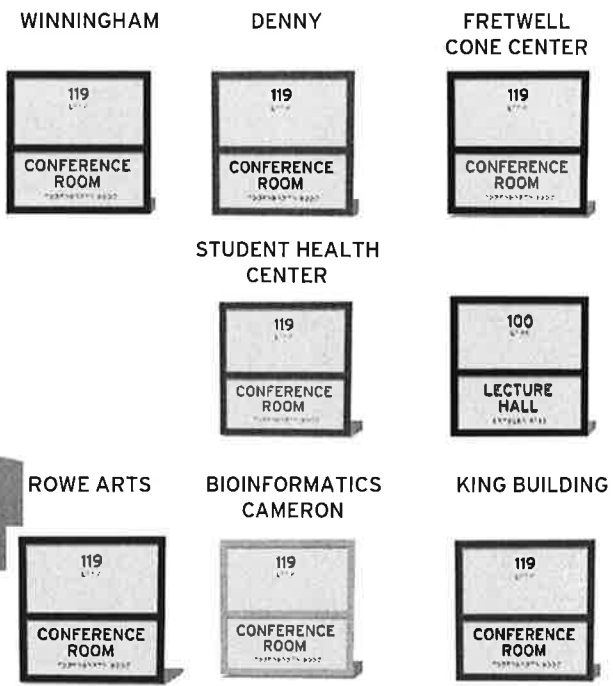 WINNINGHAM
DENNY
FRETWELL
CONE CENTER
119
CONFERENCE
ROOM
119
CONFERENCE
ROOM
119
CONFERENCE
ROOM
STUDENT HEALTH
CENTER
119
CONFERENCE
ROOM
100
LECTURE
HALL
ROWE ARTS
BIOINFORMATICS
CAMERON
KING BUILDING
119
CONFERENCE
ROOM
119
CONFERENCE
ROOM
119
CONFERENCE
ROOM